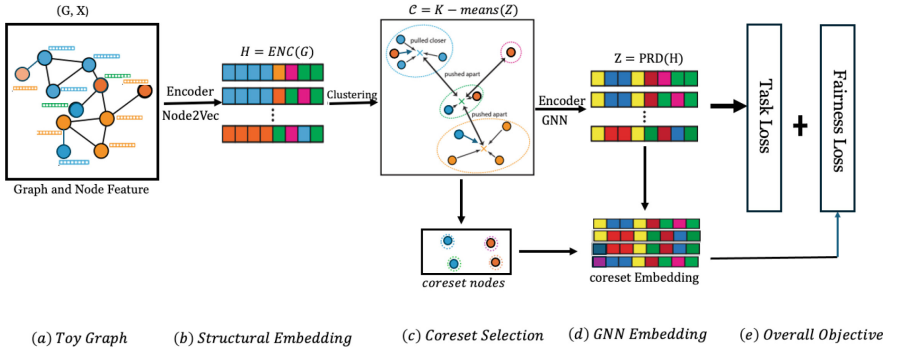 (G, X)
Graph and Node Feature
H = ENC(G)
Encoder
Node2Vec
Clustering
C = K − means(Z)
pulled closer
pushed apart
pushed apart
coreset nodes
Encoder
GNN
Z = PRD(H)
coreset Embedding
Task Loss
+
Fairness Loss
(a) Toy Graph
(b) Structural Embedding
(c) Coreset Selection
(d) GNN Embedding
(e) Overall Objective